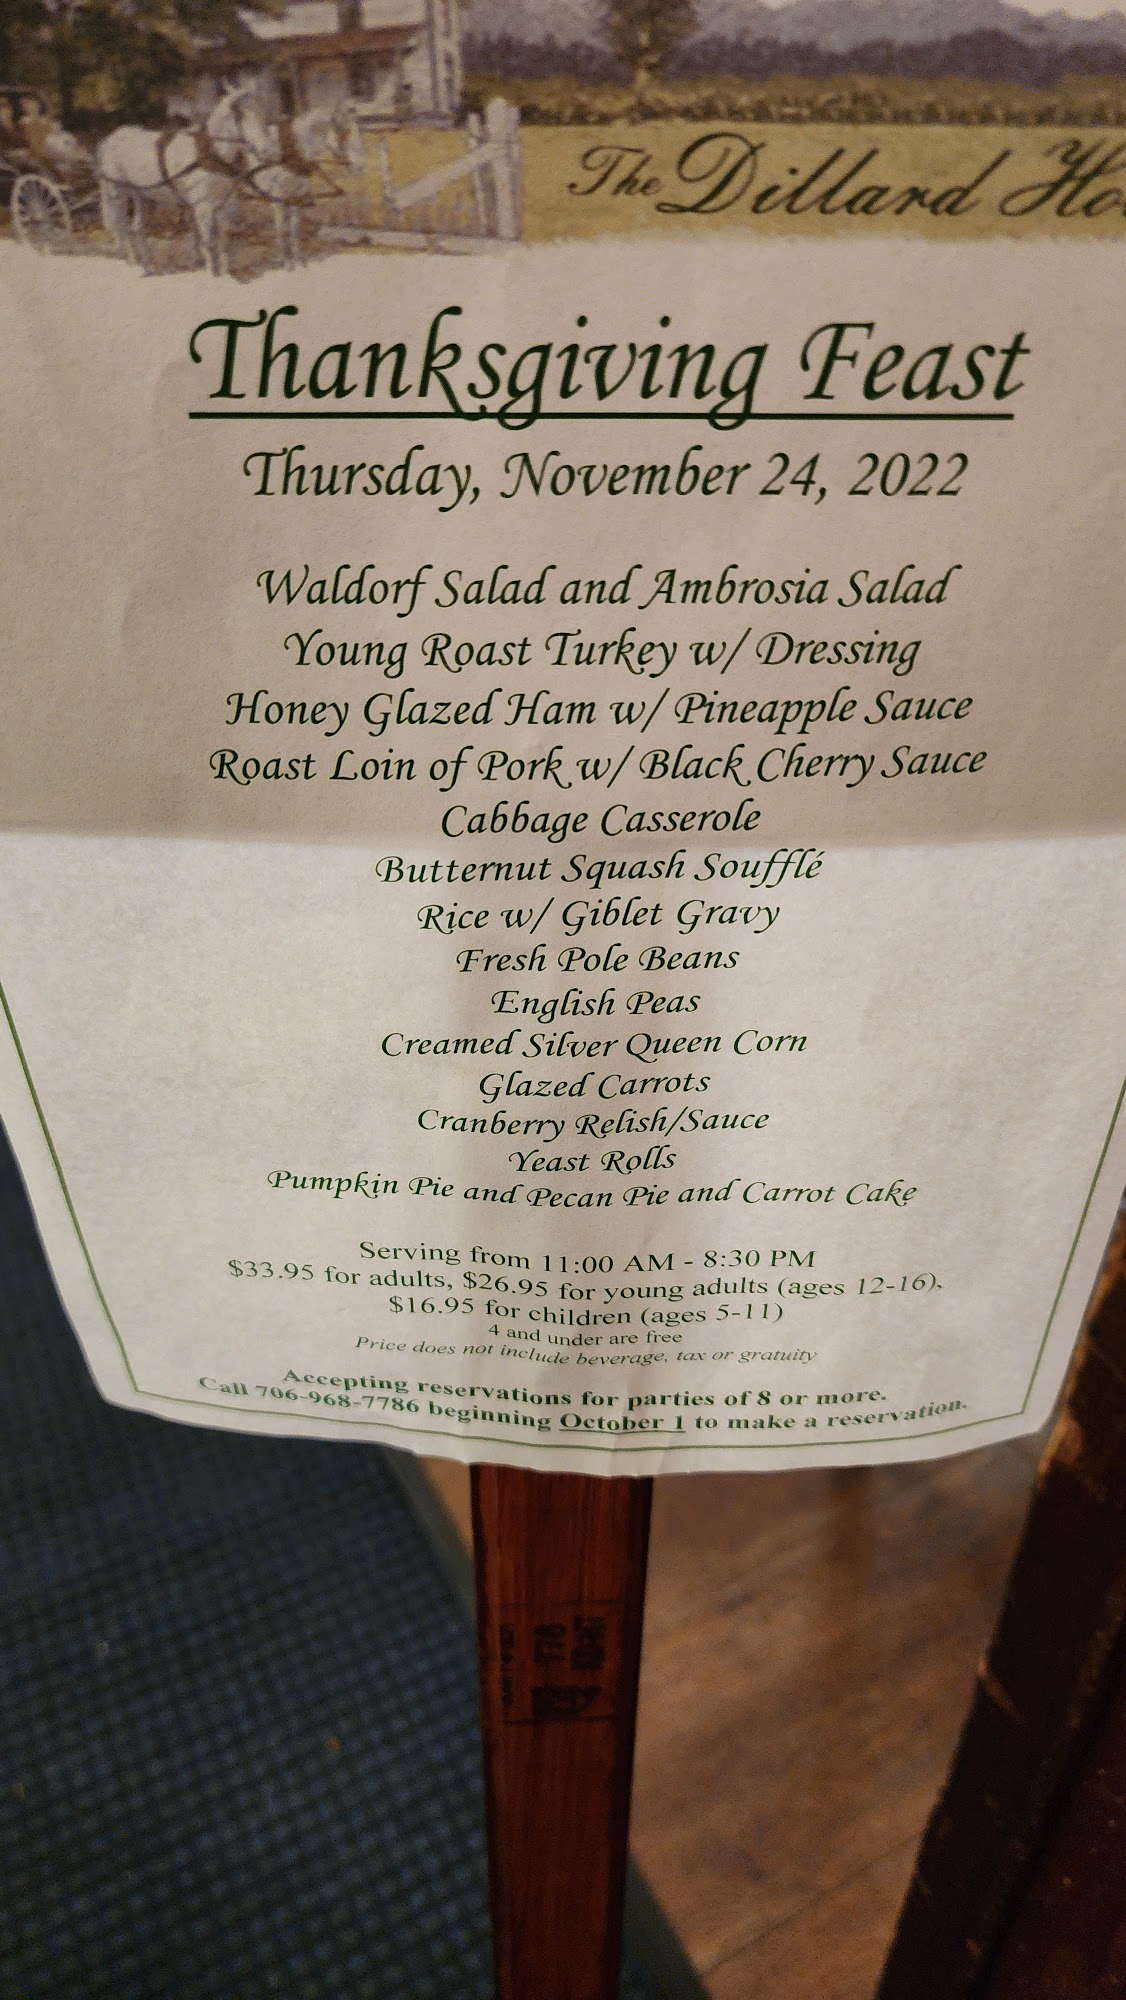 The Dillard
Thanksgiving Feast
Thursday, November 24, 2022
Waldorf Salad and Ambrosia Salad
Young Roast Turkey w/ Dressing
Honey Glazed Ham w/ Pineapple Sauce
Roast Loin of Pork w/ Black Cherry Sauce
Cabbage Casserole
Butternut Squash Soufflé
Rice w/ Giblet Gravy
Fresh Pole Beans
English Peas
Creamed Silver Queen Corn
Glazed Carrots
Cranberry Relish/Sauce
Yeast Rolls
Pumpkin Pie and Pecan Pie and Carrot Cake
Serving from 11:00 AM - 8:30 PM
$33.95 for adults, $26.95 for young adults (ages 12-16),
$16.95 for children (ages 5-11)
4 and under are free
Price does not include beverage, tax or gratuity
Accepting reservations for parties of 8 or more.
Call 706-968-7786 beginning October 1 to make a reservation.